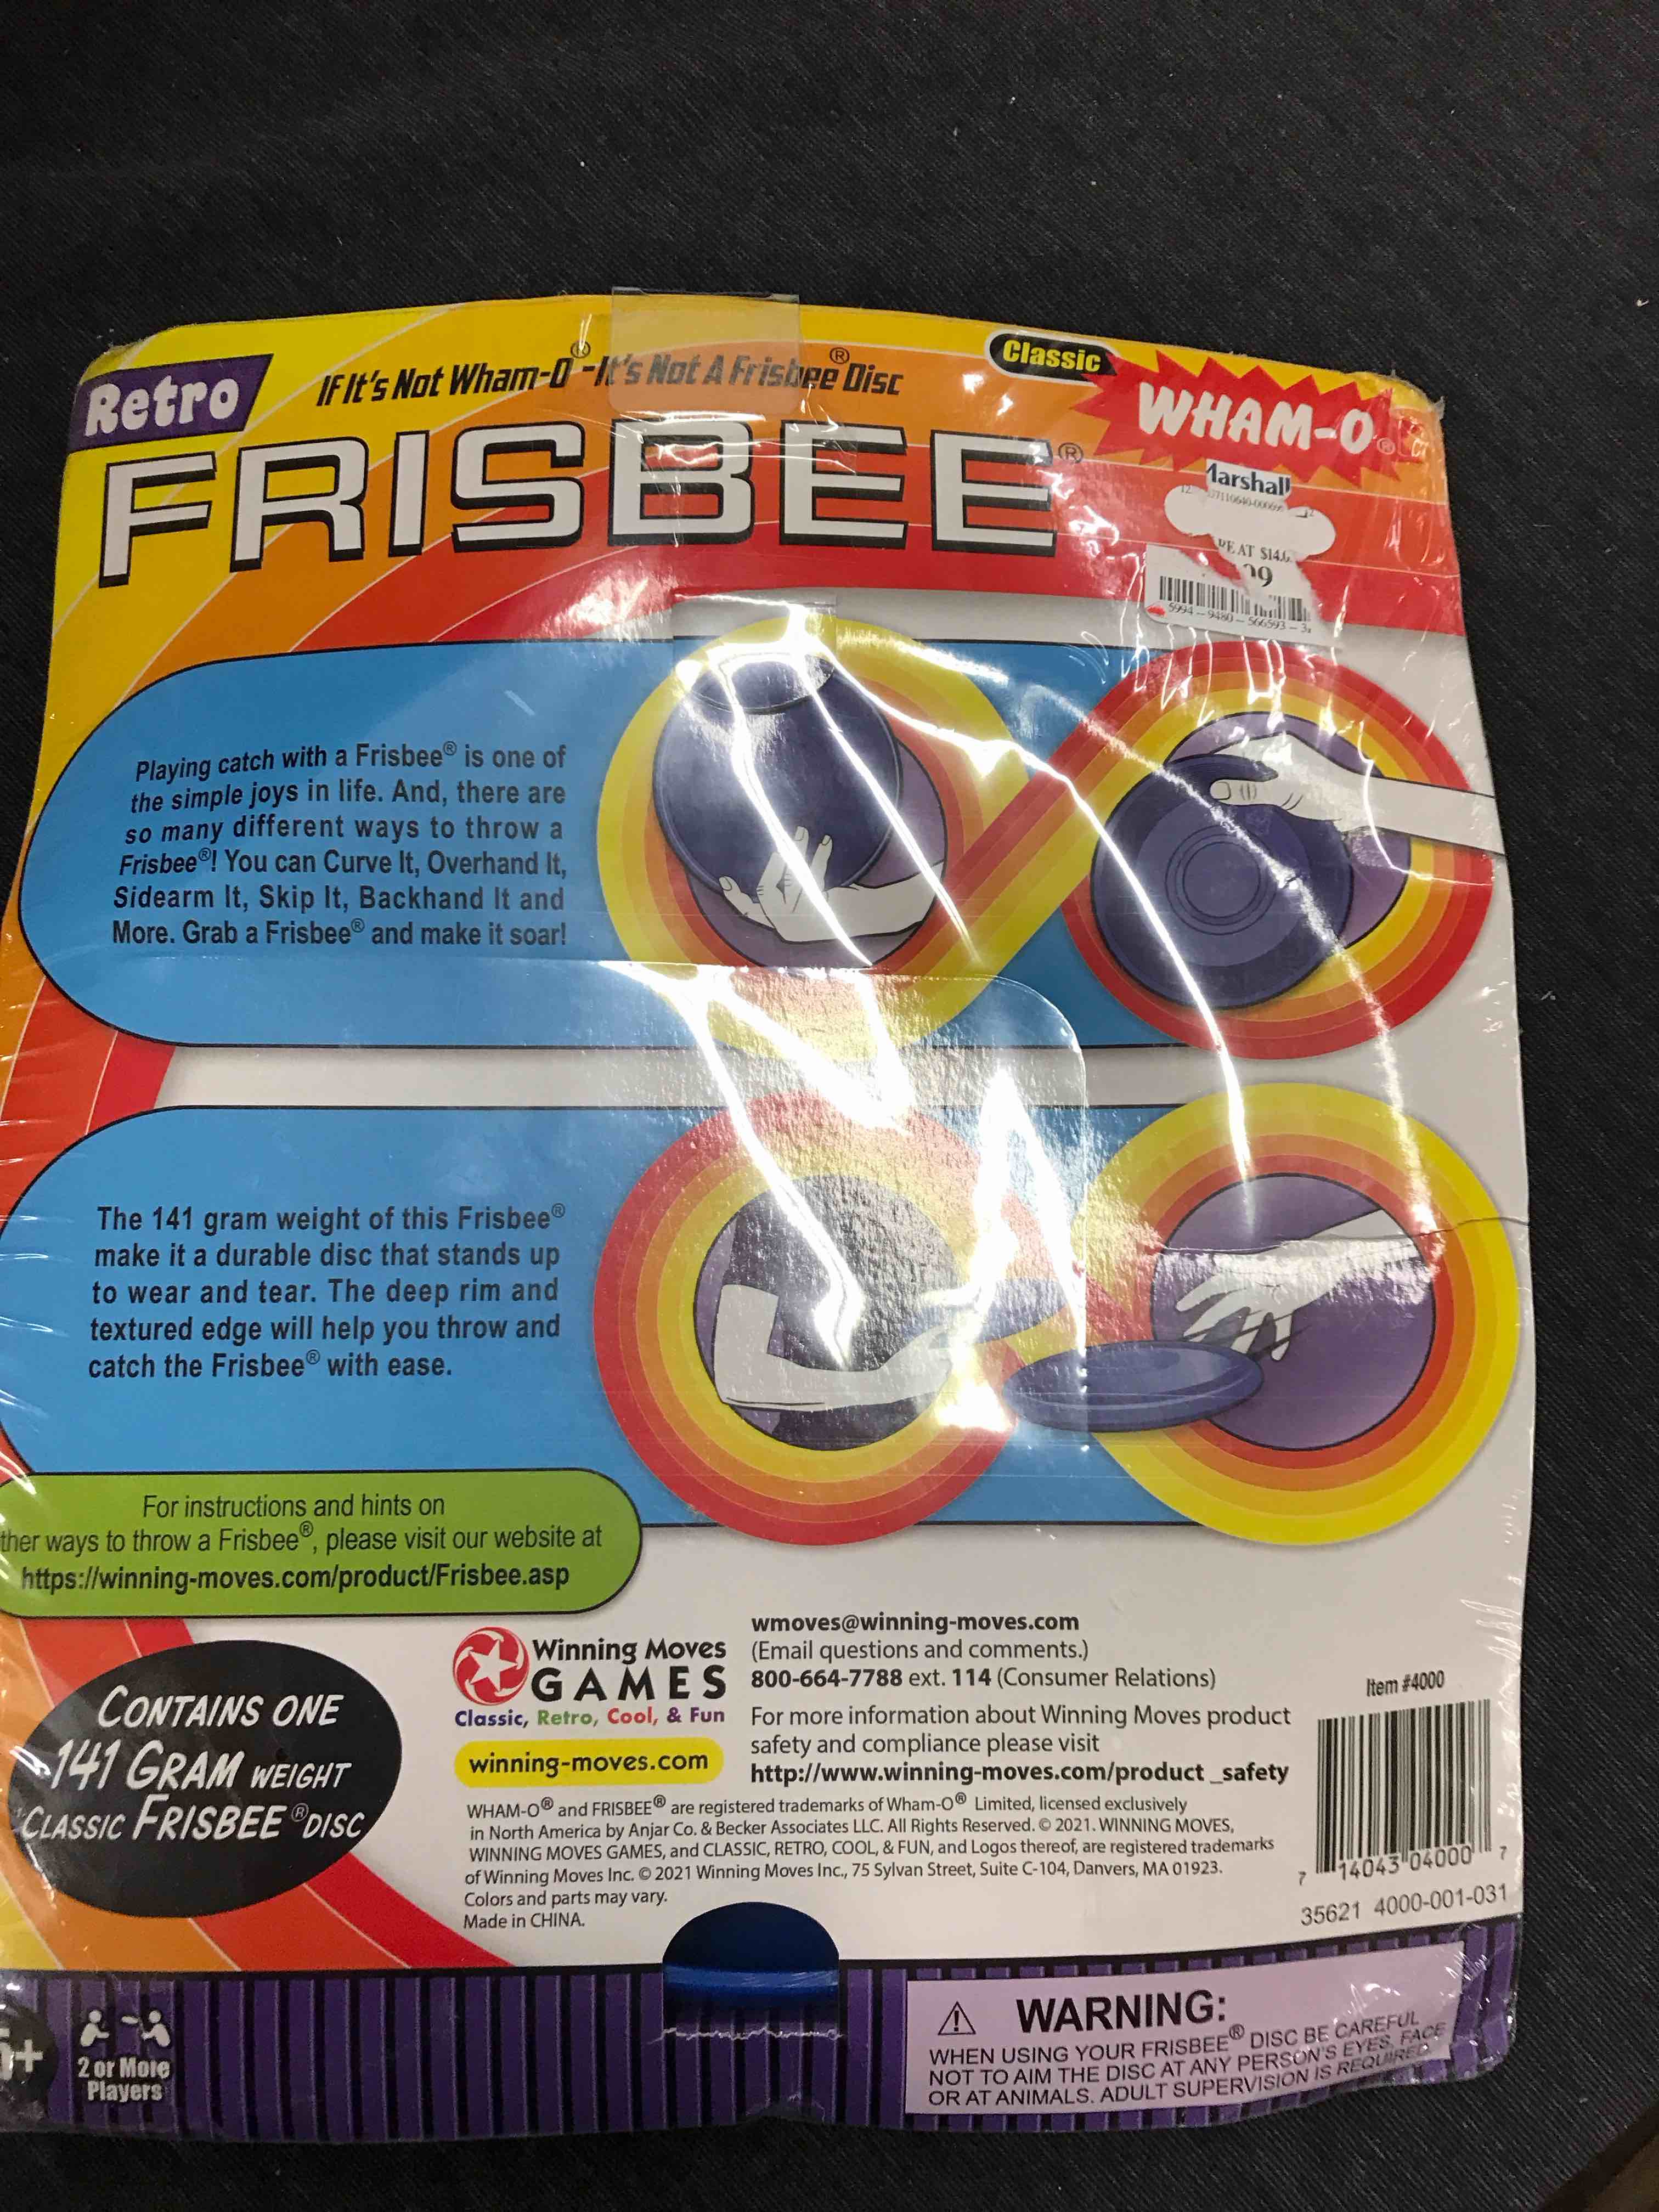 Retro
IF It's Not Wham-O® - It's Not A Frisbee® Disc
Classic
WHAM-O®
FRISBEE®
Marshall
AT $14.
99
5994 - 9480 - 566593 - 3
Playing catch with a Frisbee® is one of
the simple joys in life. And, there are
so many different ways to throw a
Frisbee®! You can Curve It, Overhand It,
Sidearm It, Skip It, Backhand It and
More. Grab a Frisbee® and make it soar!
The 141 gram weight of this Frisbee®
make it a durable disc that stands up
to wear and tear. The deep rim and
textured edge will help you throw and
catch the Frisbee® with ease.
For instructions and hints on
ther ways to throw a Frisbee®, please visit our website at
https://winning-moves.com/product/Frisbee.asp
CONTAINS ONE
141 GRAM WEIGHT
CLASSIC FRISBEE® DISC
Winning Moves
GAMES
Classic, Retro, Cool, & Fun
winning-moves.com
wmoves@winning-moves.com
(Email questions and comments.)
800-664-7788 ext. 114 (Consumer Relations)
For more information about Winning Moves product
safety and compliance please visit
http://www.winning-moves.com/product_safety
WHAM-O® and FRISBEE® are registered trademarks of Wham-O® Limited, licensed exclusively
in North America by Anjar Co. & Becker Associates LLC. All Rights Reserved. © 2021. WINNING MOVES,
WINNING MOVES GAMES, and CLASSIC, RETRO, COOL, & FUN, and Logos thereof, are registered trademarks
of Winning Moves Inc. © 2021 Winning Moves Inc., 75 Sylvan Street, Suite C-104, Danvers, MA 01923.
Colors and parts may vary.
Made in CHINA.
Item #4000
7 14043 04000 7
35621 4000-001-031
5+
2 or More
Players
WARNING:
WHEN USING YOUR FRISBEE® DISC BE CAREFUL
NOT TO AIM THE DISC AT ANY PERSON'S EYES, FACE
OR AT ANIMALS. ADULT SUPERVISION IS REQUIRED.